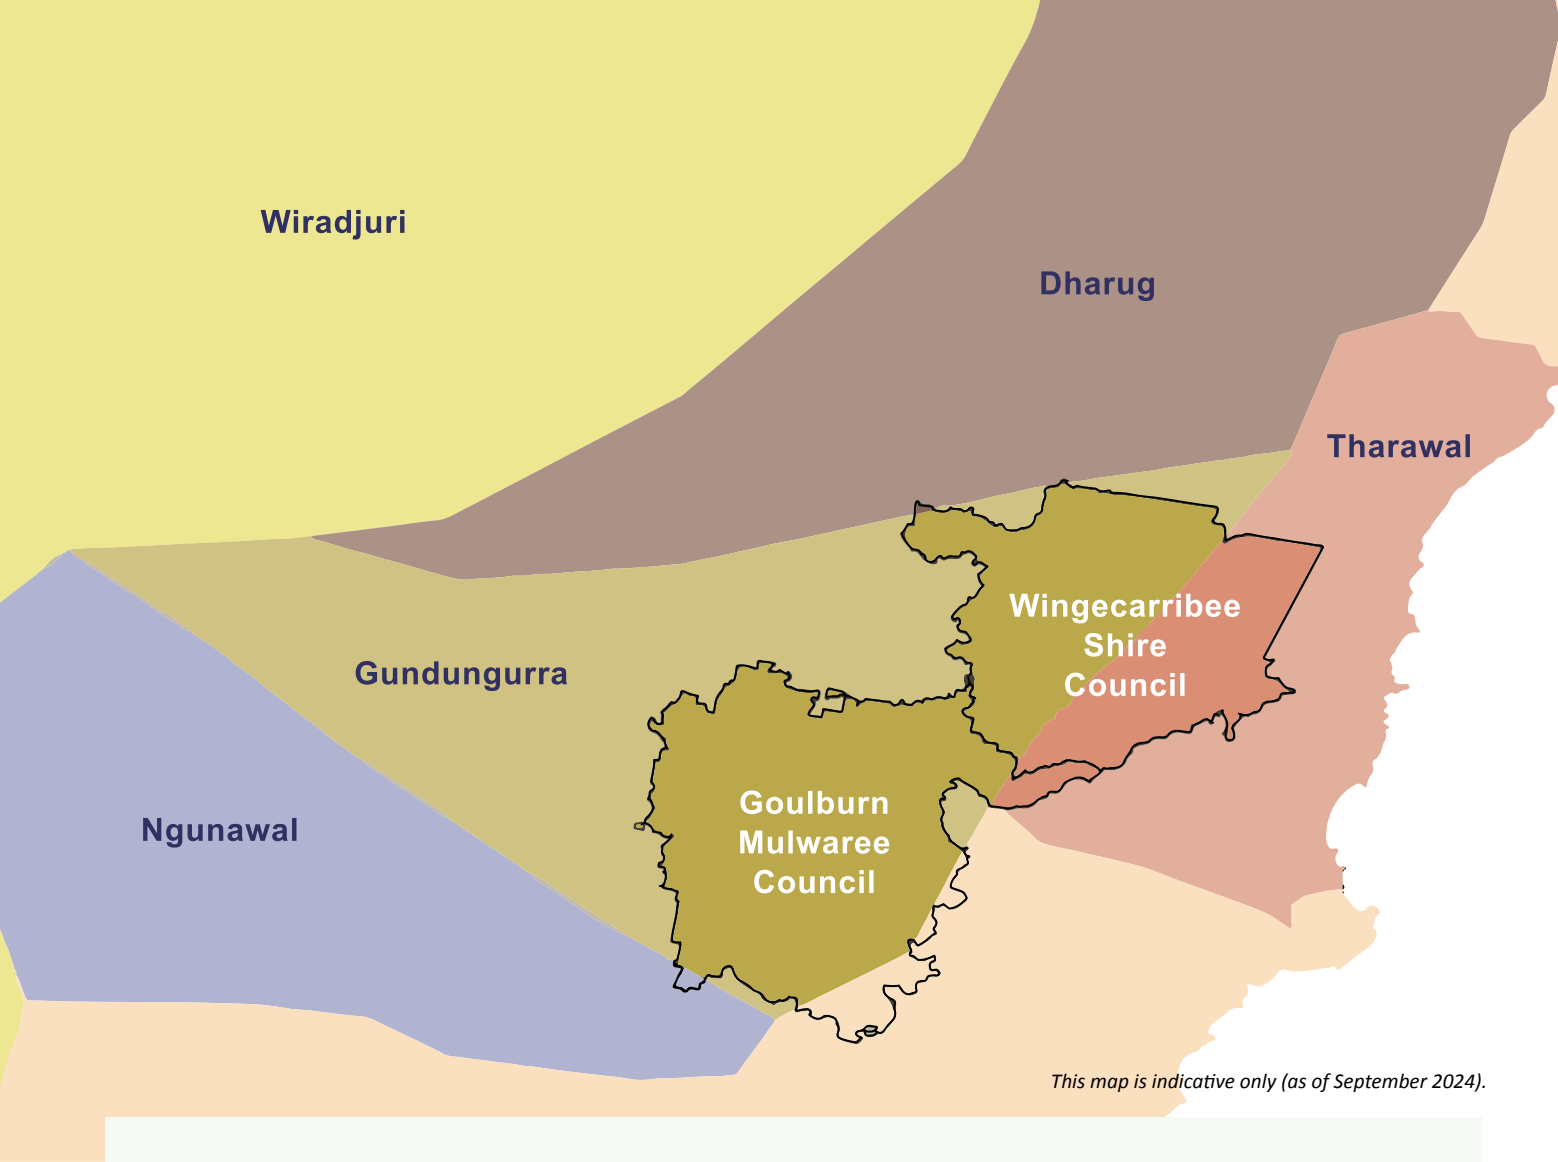 Wiradjuri
Dharug
Tharawal
Wingecarribee
Shire
Council
Gundungurra
Goulburn
Mulwaree
Council
Ngunawal
This map is indicative only (as of September 2024).